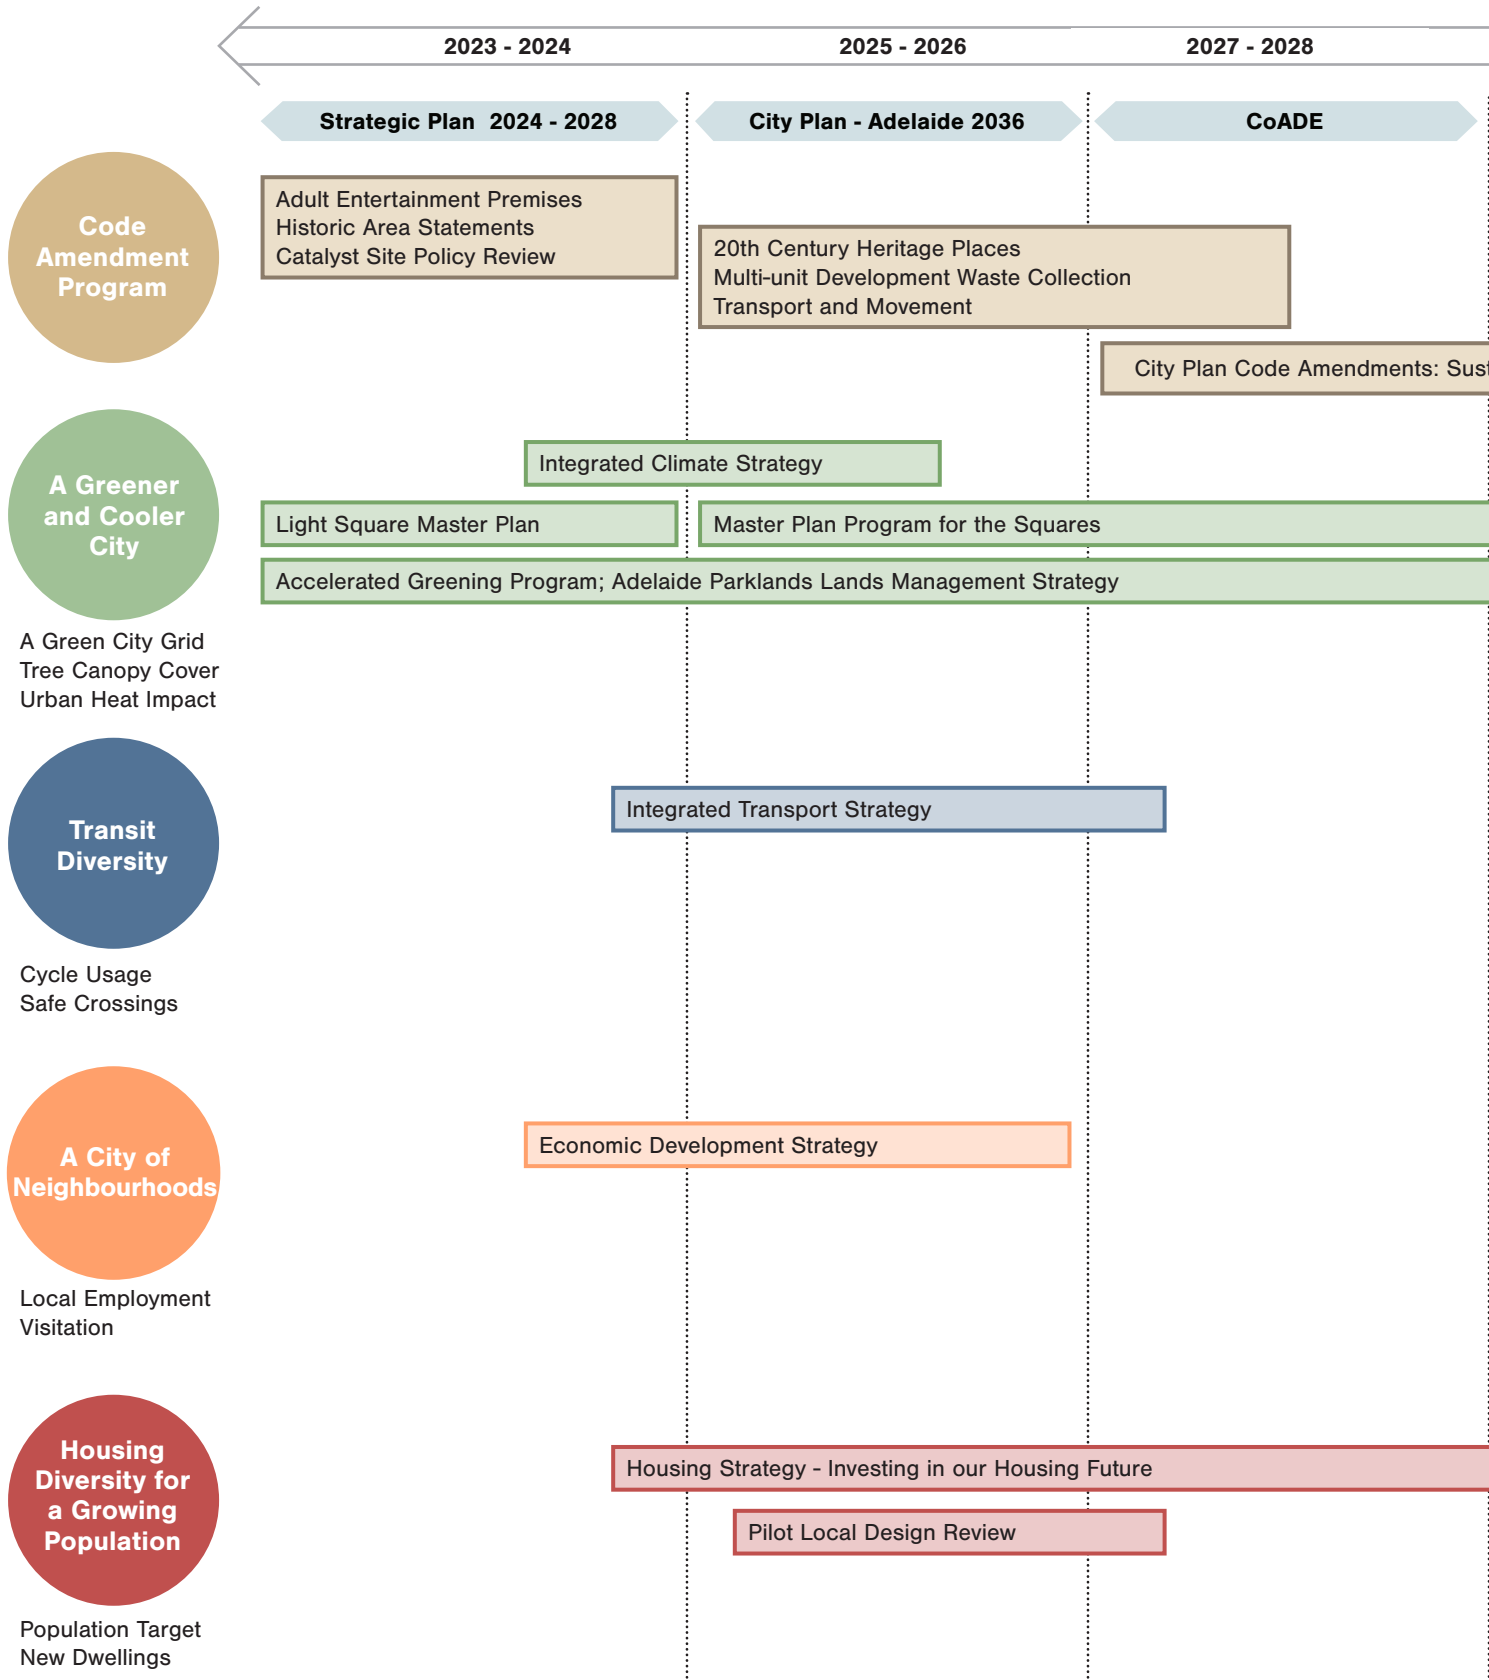 2023 - 2024
2025 - 2026
2027 - 2028
Strategic Plan 2024 - 2028
City Plan - Adelaide 2036
CoADE
Code
Amendment
Program
Adult Entertainment Premises
Historic Area Statements
Catalyst Site Policy Review
20th Century Heritage Places
Multi-unit Development Waste Collection
Transport and Movement
City Plan Code Amendments: Sust
A Greener
and Cooler
City
Integrated Climate Strategy
Light Square Master Plan
Master Plan Program for the Squares
Accelerated Greening Program; Adelaide Parklands Lands Management Strategy
A Green City Grid
Tree Canopy Cover
Urban Heat Impact
Transit
Diversity
Integrated Transport Strategy
Cycle Usage
Safe Crossings
A City of
Neighbourhoods
Economic Development Strategy
Local Employment
Visitation
Housing
Diversity for
a Growing
Population
Housing Strategy - Investing in our Housing Future
Pilot Local Design Review
Population Target
New Dwellings